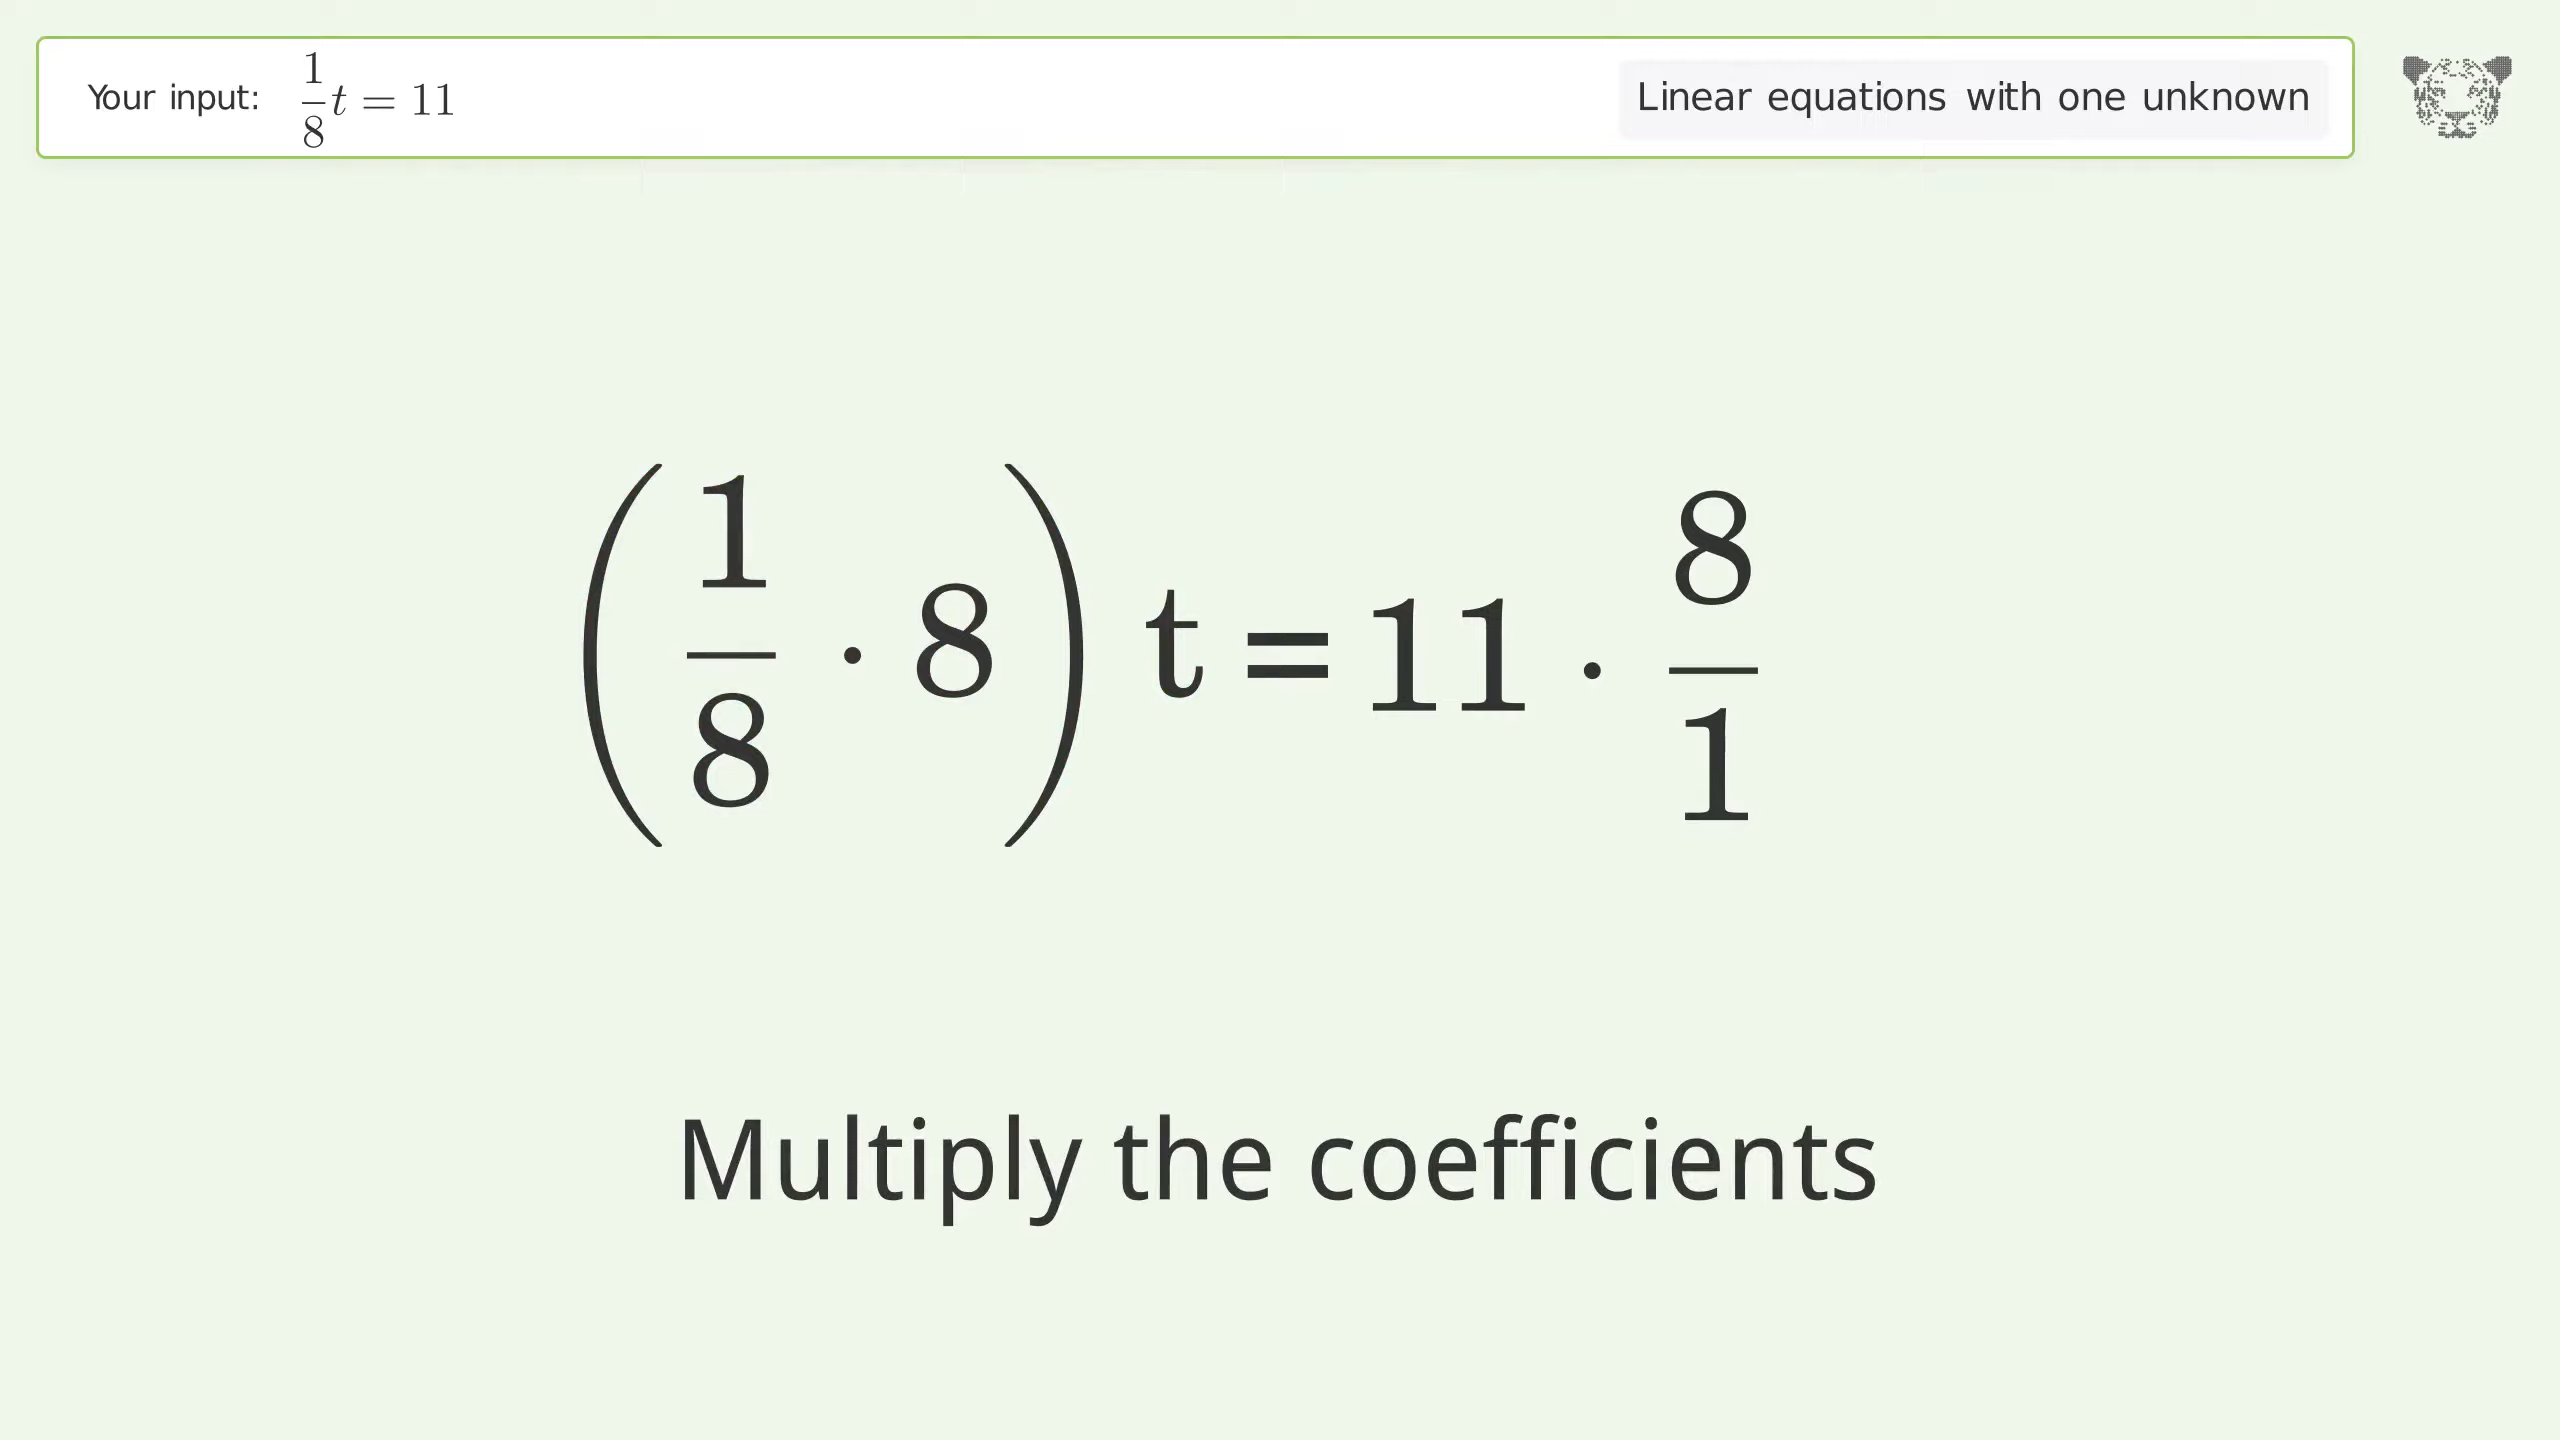 Your input: 1/8 t = 11
Linear equations with one unknown
(1/8 · 8) t = 11 · 8/1
Multiply the coefficients